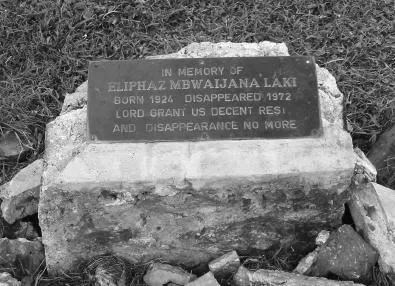 IN MEMORY OF
ELIPHAZ MBWAIJANA LAKI
BORN 1924 DISAPPEARED 1972
LORD GRANT US DECENT REST
AND DISAPPEARANCE NO MORE